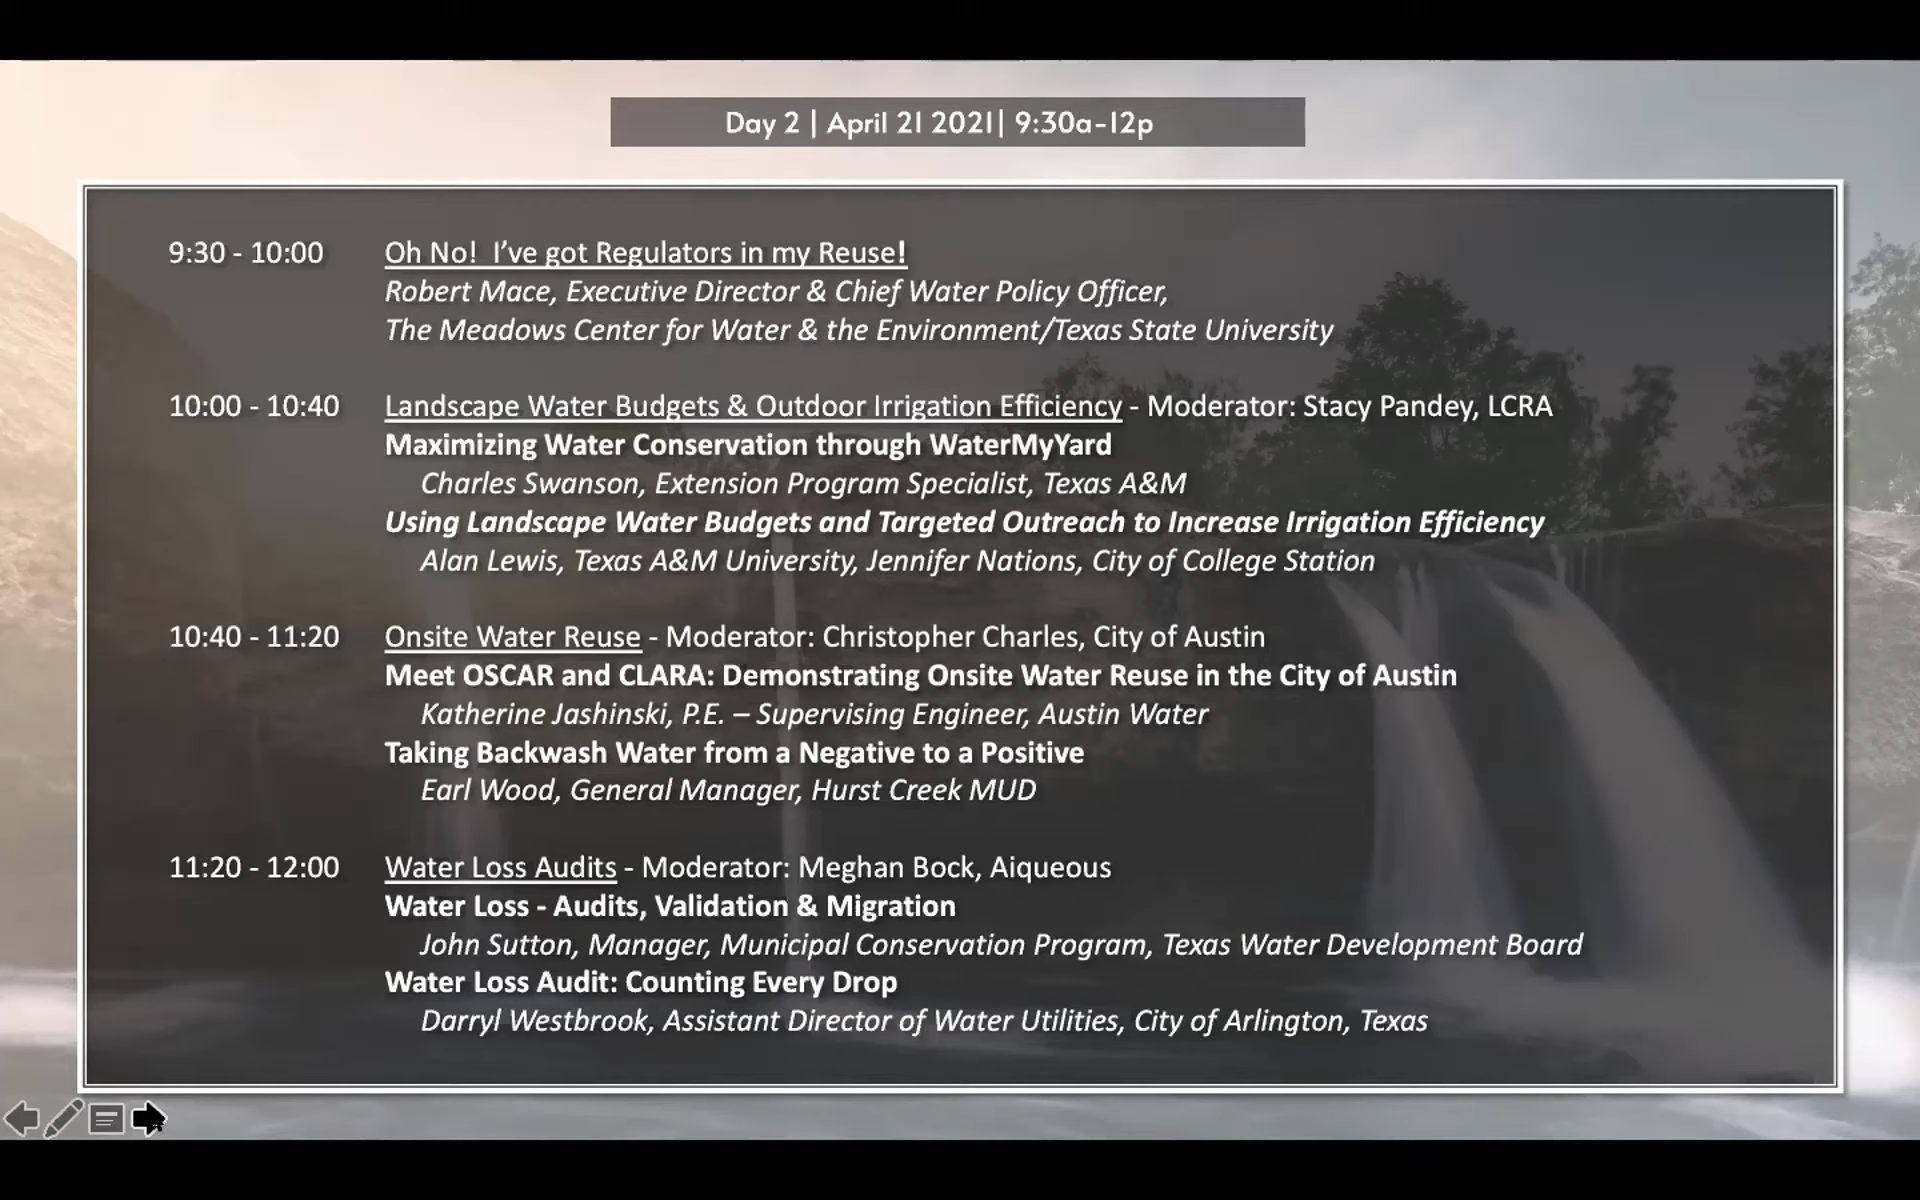 Day 2 | April 21 2021| 9:30a-12p
9:30 - 10:00 Oh No!  I've got Regulators in my Reuse!
Robert Mace, Executive Director & Chief Water Policy Officer,
The Meadows Center for Water & the Environment/Texas State University
10:00 - 10:40 Landscape Water Budgets & Outdoor Irrigation Efficiency - Moderator: Stacy Pandey, LCRA
Maximizing Water Conservation through WaterMyYard
Charles Swanson, Extension Program Specialist, Texas A&M
Using Landscape Water Budgets and Targeted Outreach to Increase Irrigation Efficiency
Alan Lewis, Texas A&M University, Jennifer Nations, City of College Station
10:40 - 11:20 Onsite Water Reuse - Moderator: Christopher Charles, City of Austin
Meet OSCAR and CLARA: Demonstrating Onsite Water Reuse in the City of Austin
Katherine Jashinski, P.E. – Supervising Engineer, Austin Water
Taking Backwash Water from a Negative to a Positive
Earl Wood, General Manager, Hurst Creek MUD
11:20 - 12:00 Water Loss Audits - Moderator: Meghan Bock, Aiqueous
Water Loss - Audits, Validation & Migration
John Sutton, Manager, Municipal Conservation Program, Texas Water Development Board
Water Loss Audit: Counting Every Drop
Darryl Westbrook, Assistant Director of Water Utilities, City of Arlington, Texas